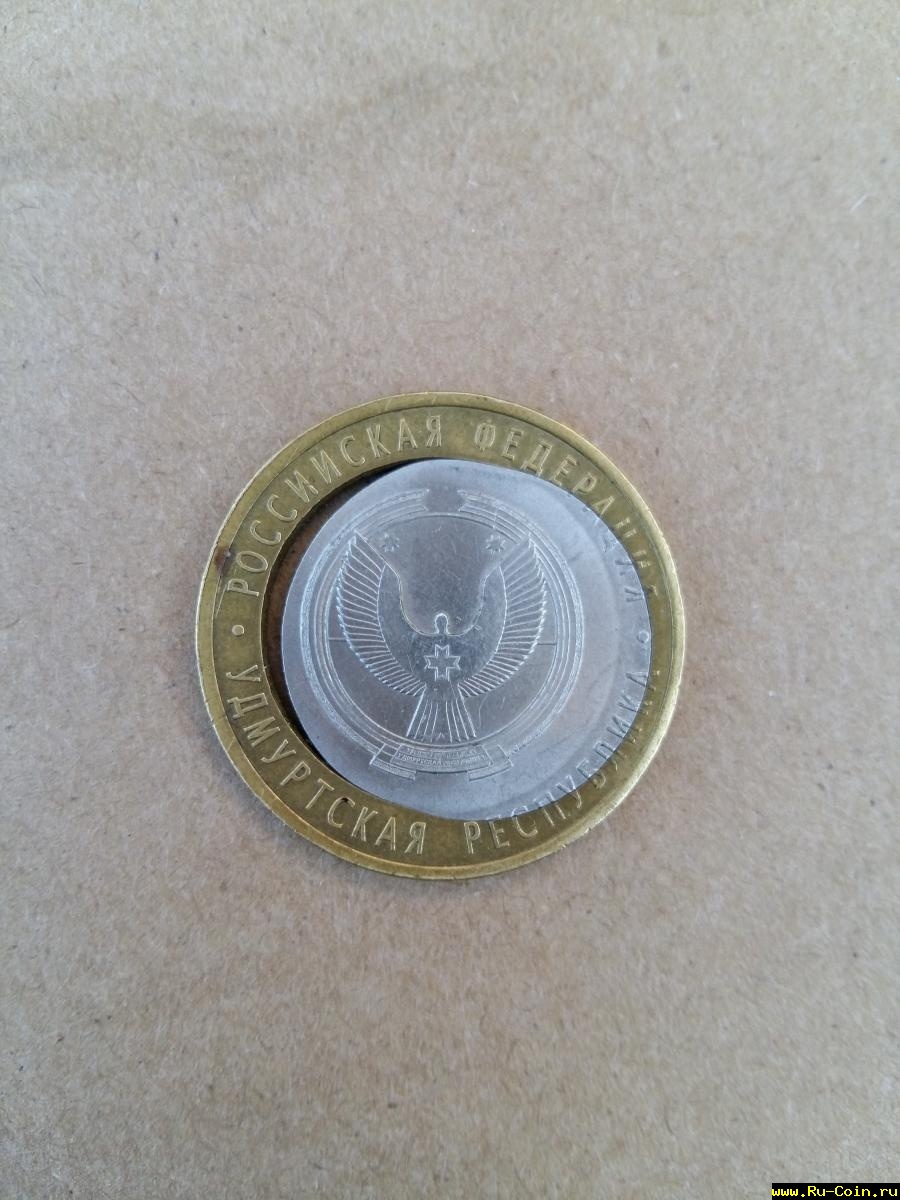 РОССИЙСКАЯ ФЕДЕРАЦИЯ
• УДМУРТСКАЯ РЕСПУБЛИКА •
www.Ru-Coin.ru